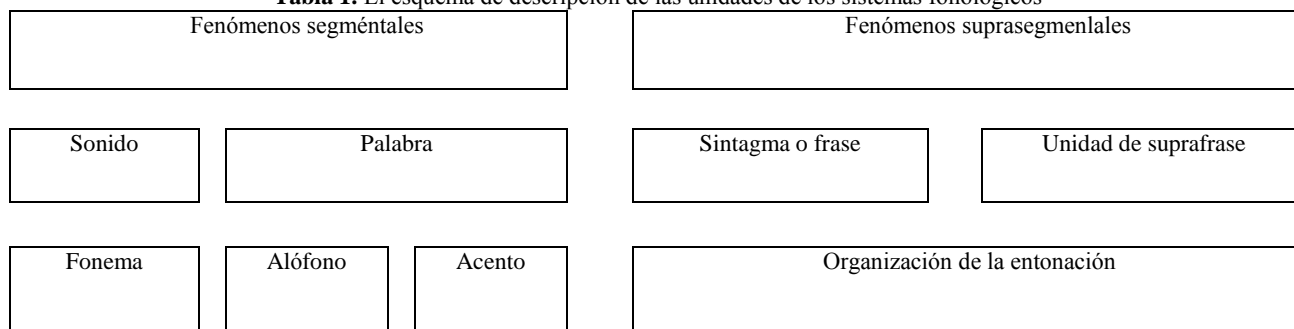 Tabla 1. El esquema de descripción de las unidades de los sistemas fonológicos
Fenómenos segméntales
Fenómenos suprasegmenlales
Sonido
Palabra
Sintagma o frase
Unidad de suprafrase
Fonema
Alófono
Acento
Organización de la entonación